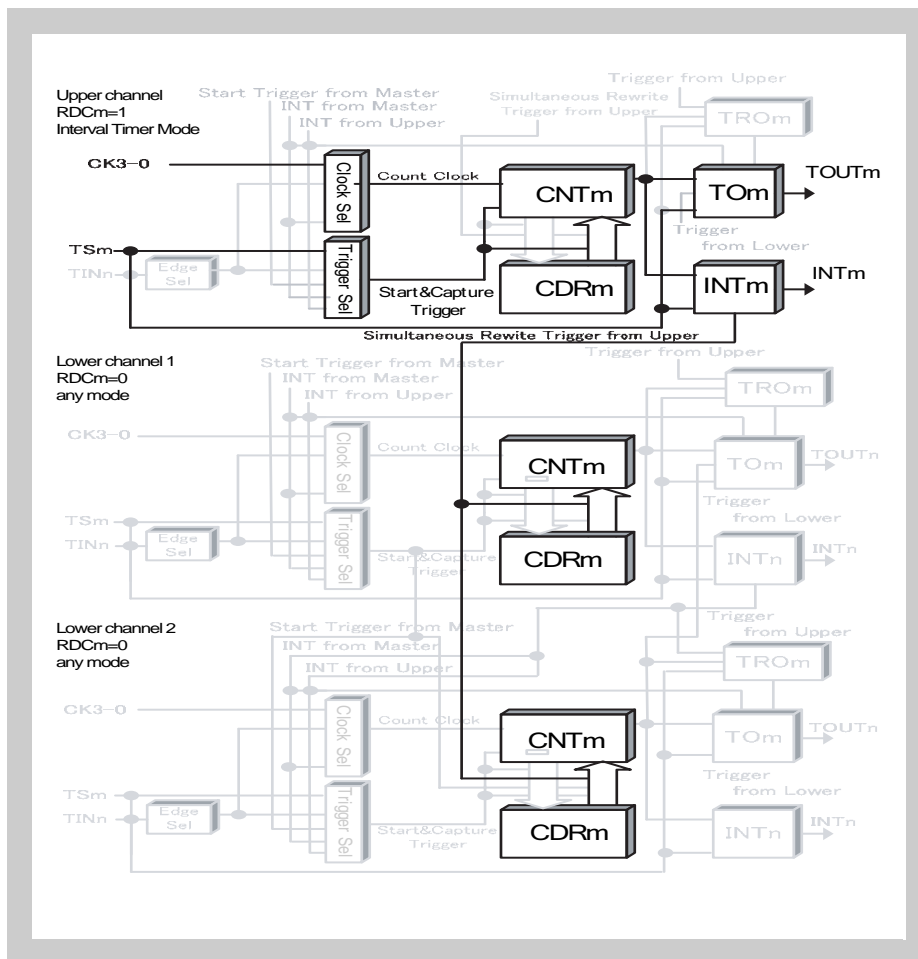 Trigger from Upper
Upper channel
RDCm=1
Interval Timer Mode
Start Trigger from Master
INT from Master
INT from Upper
Simultaneous Rewrite
Trigger from Upper
TROm
CK3-0
Clock Sel
Count Clock
CNTm
TOm
TOUTm
TSm
TINn
Edge
Sel
Trigger Sel
Trigger
from Lower
Start&Capture
Trigger
CDRm
INTm
INTm
Simultaneous Rewite Trigger from Upper
Lower channel 1
RDCm=0
any mode
Start Trigger from Master
INT from Master
INT from Upper
Trigger from Upper
TROm
CK3-0
Clock Sel
Count Clock
CNTm
TOm
TOUTn
TSm
TINn
Edge
Sel
Trigger Sel
Trigger
from Lower
Start&Capture
Trigger
CDRm
INTn
INTn
Lower channel 2
RDCm=0
any mode
Start Trigger from Master
INT from Master
INT from Upper
Trigger
from Upper
TROm
CK3-0
Clock Sel
Count Clock
CNTm
TOm
TOUTn
TSm
TINn
Edge
Sel
Trigger Sel
Trigger
from Lower
Start&Capture
Trigger
CDRm
INTn
INTn